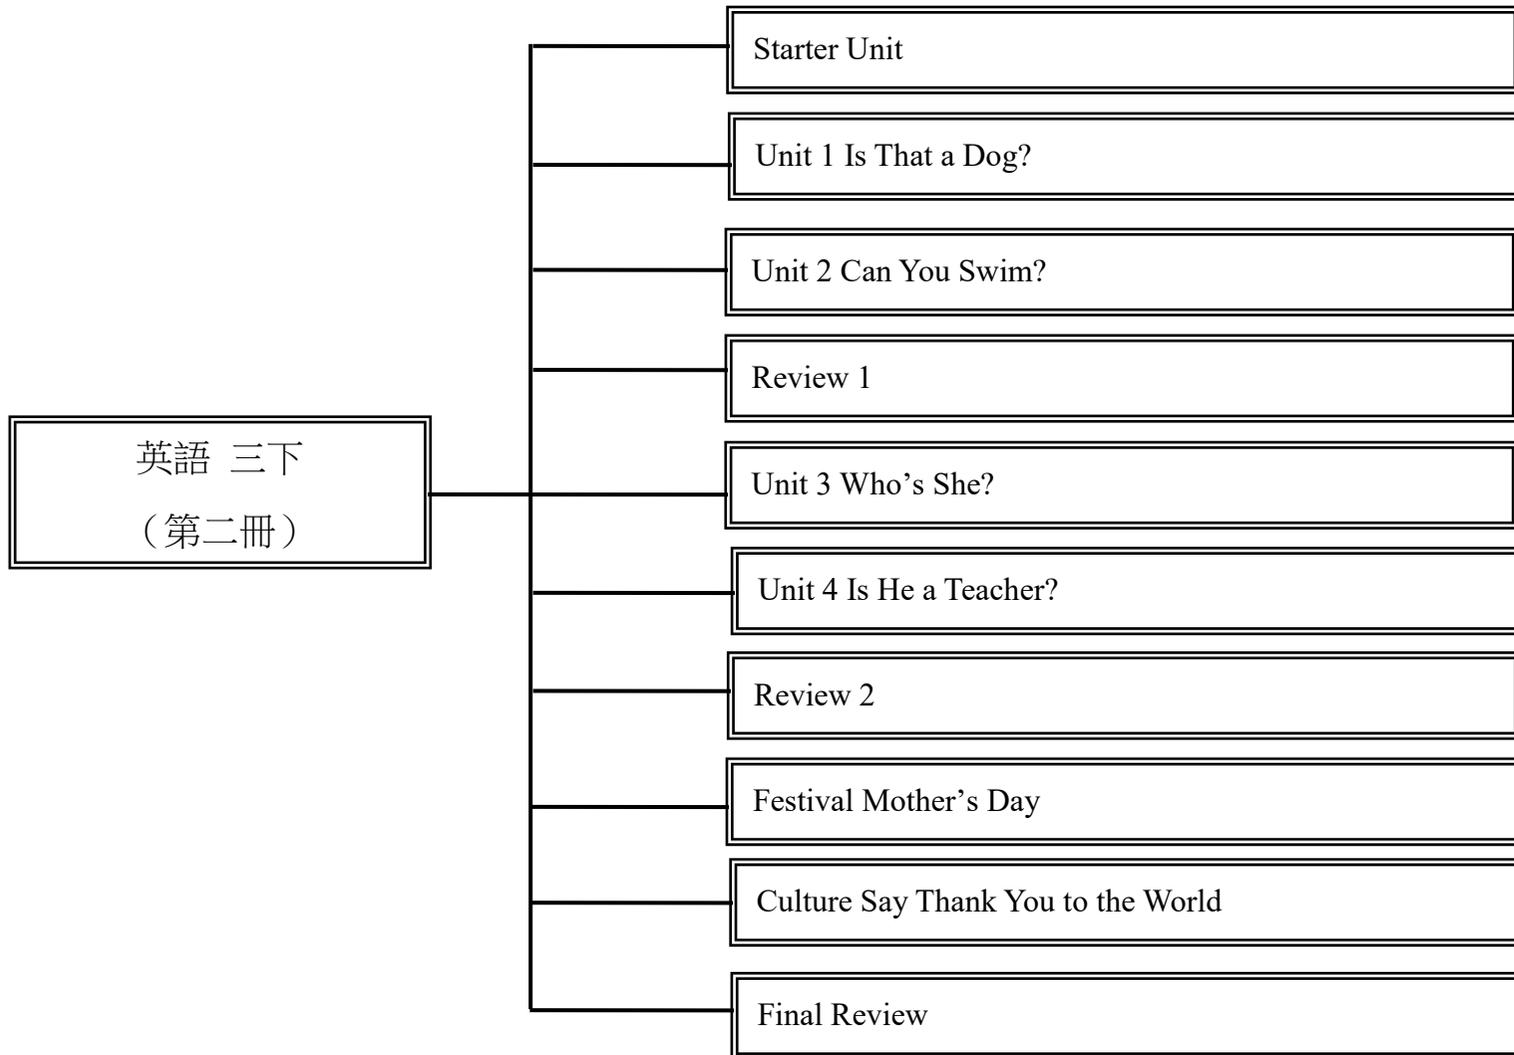 Starter Unit
Unit 1 Is That a Dog?
Unit 2 Can You Swim?
Review 1
英語 三下
（第二冊）
Unit 3 Who’s She?
Unit 4 Is He a Teacher?
Review 2
Festival Mother’s Day
Culture Say Thank You to the World
Final Review